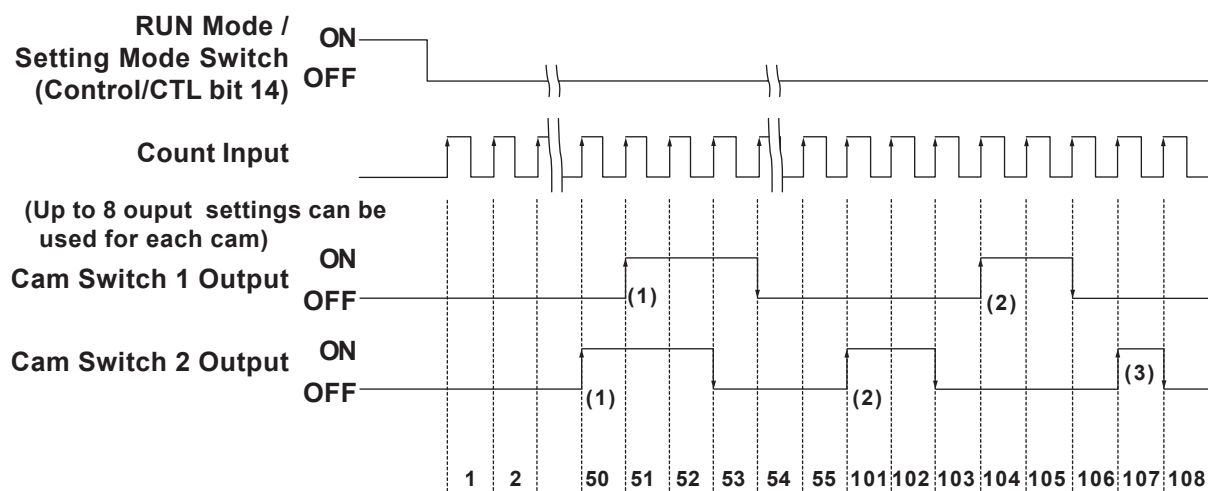 RUN Mode /
Setting Mode Switch
(Control/CTL bit 14)
ON
OFF
Count Input
(Up to 8 ouput settings can be
used for each cam)
Cam Switch 1 Output
ON
OFF
(1)
(2)
Cam Switch 2 Output
ON
OFF
(1)
(2)
(3)
1 2 50 51 52 53 54 55 101 102 103 104 105 106 107 108